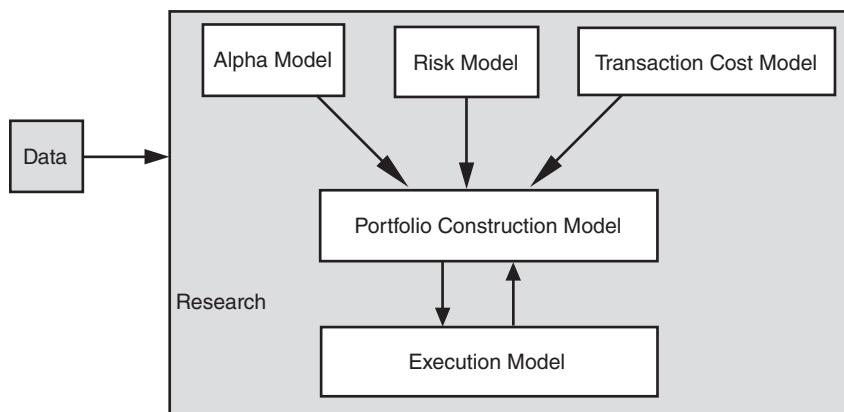 Alpha Model
Risk Model
Transaction Cost Model
Data
Portfolio Construction Model
Research
Execution Model